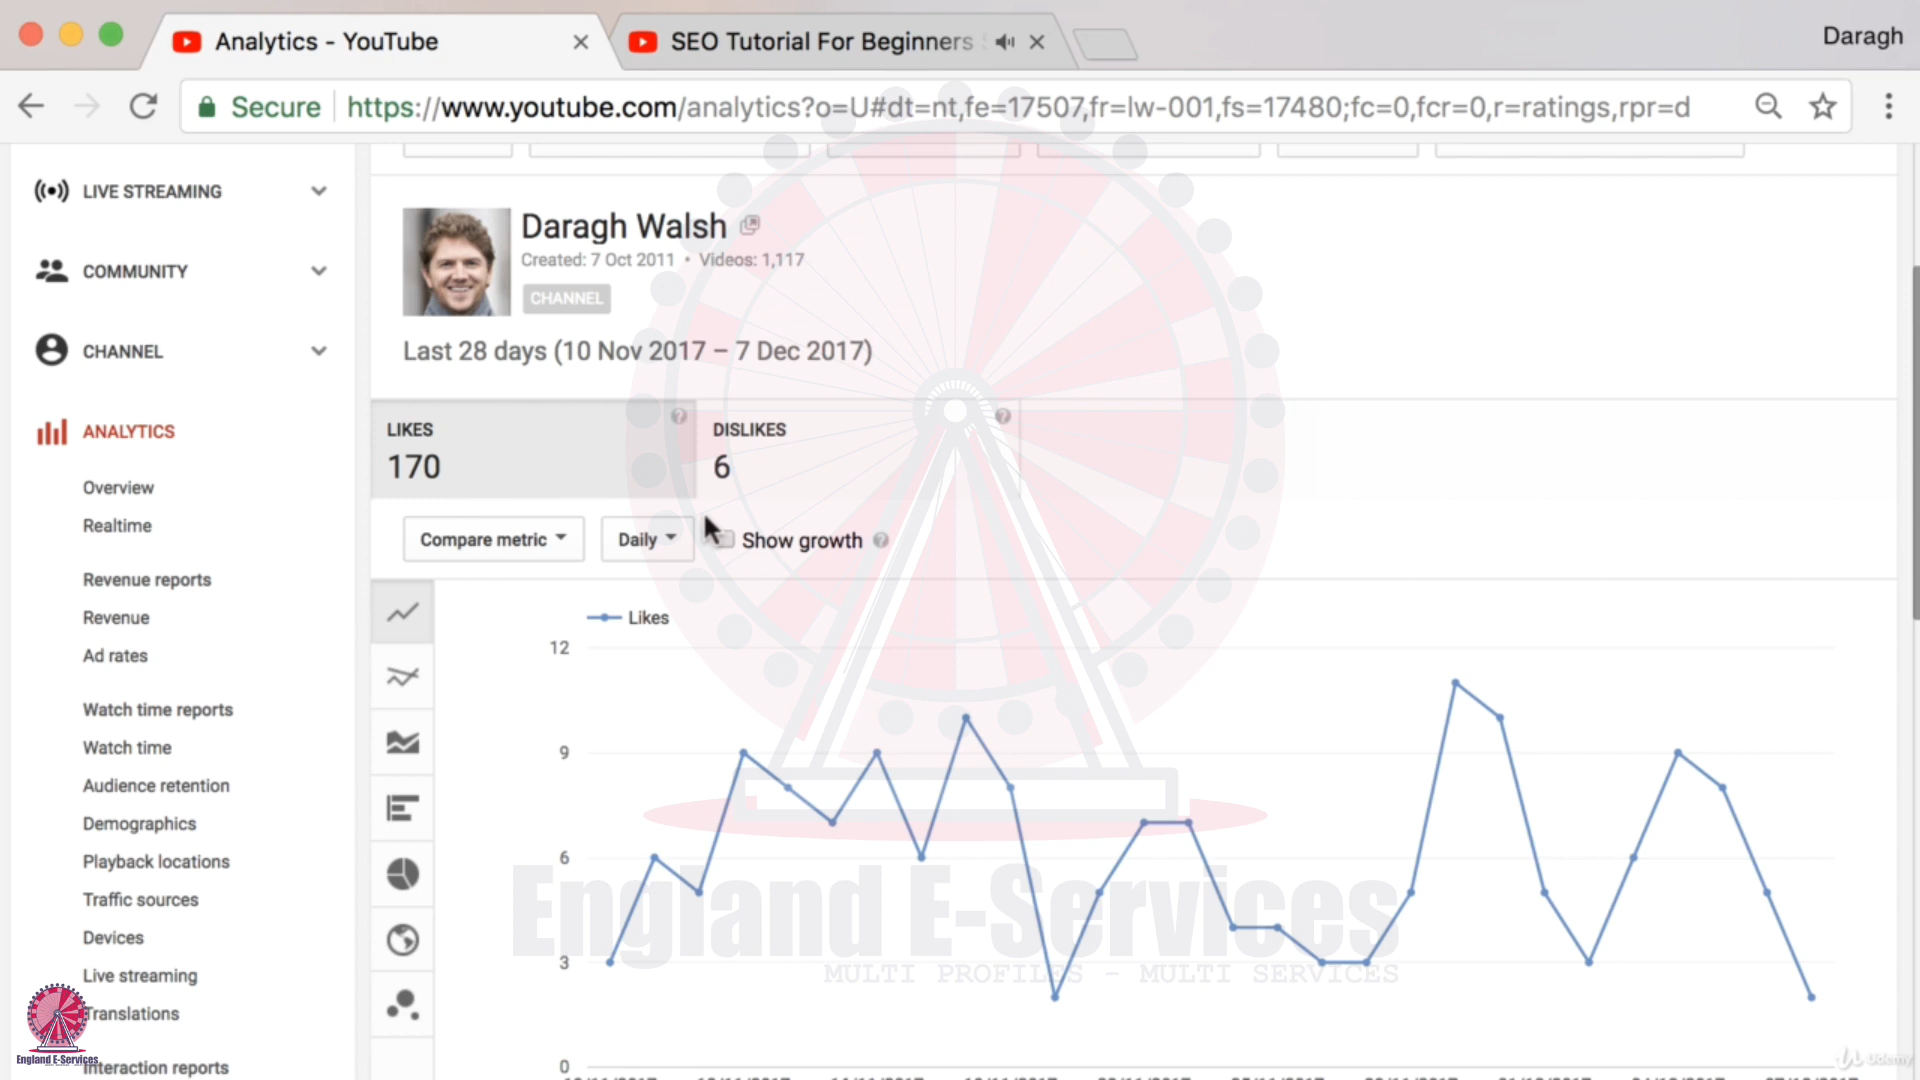 Analytics - YouTube
SEO Tutorial For Beginners
Daragh
Secure
https://www.youtube.com/analytics?o=U#dt=nt,fe=17507,fr=lw-001,fs=17480;fc=0,fcr=0,r=ratings,rpr=d
LIVE STREAMING
COMMUNITY
CHANNEL
ANALYTICS
Overview
Realtime
Revenue reports
Revenue
Ad rates
Watch time reports
Watch time
Audience retention
Demographics
Playback locations
Traffic sources
Devices
Live streaming
Translations
Interaction reports
Daragh Walsh
Created: 7 Oct 2011 • Videos: 1,117
CHANNEL
Last 28 days (10 Nov 2017 – 7 Dec 2017)
LIKES
170
DISLIKES
6
Compare metric
Daily
Show growth
Likes
12
9
6
3
0
England E-Services
MULTI PROFILES - MULTI SERVICES
England E-Services
Udemy